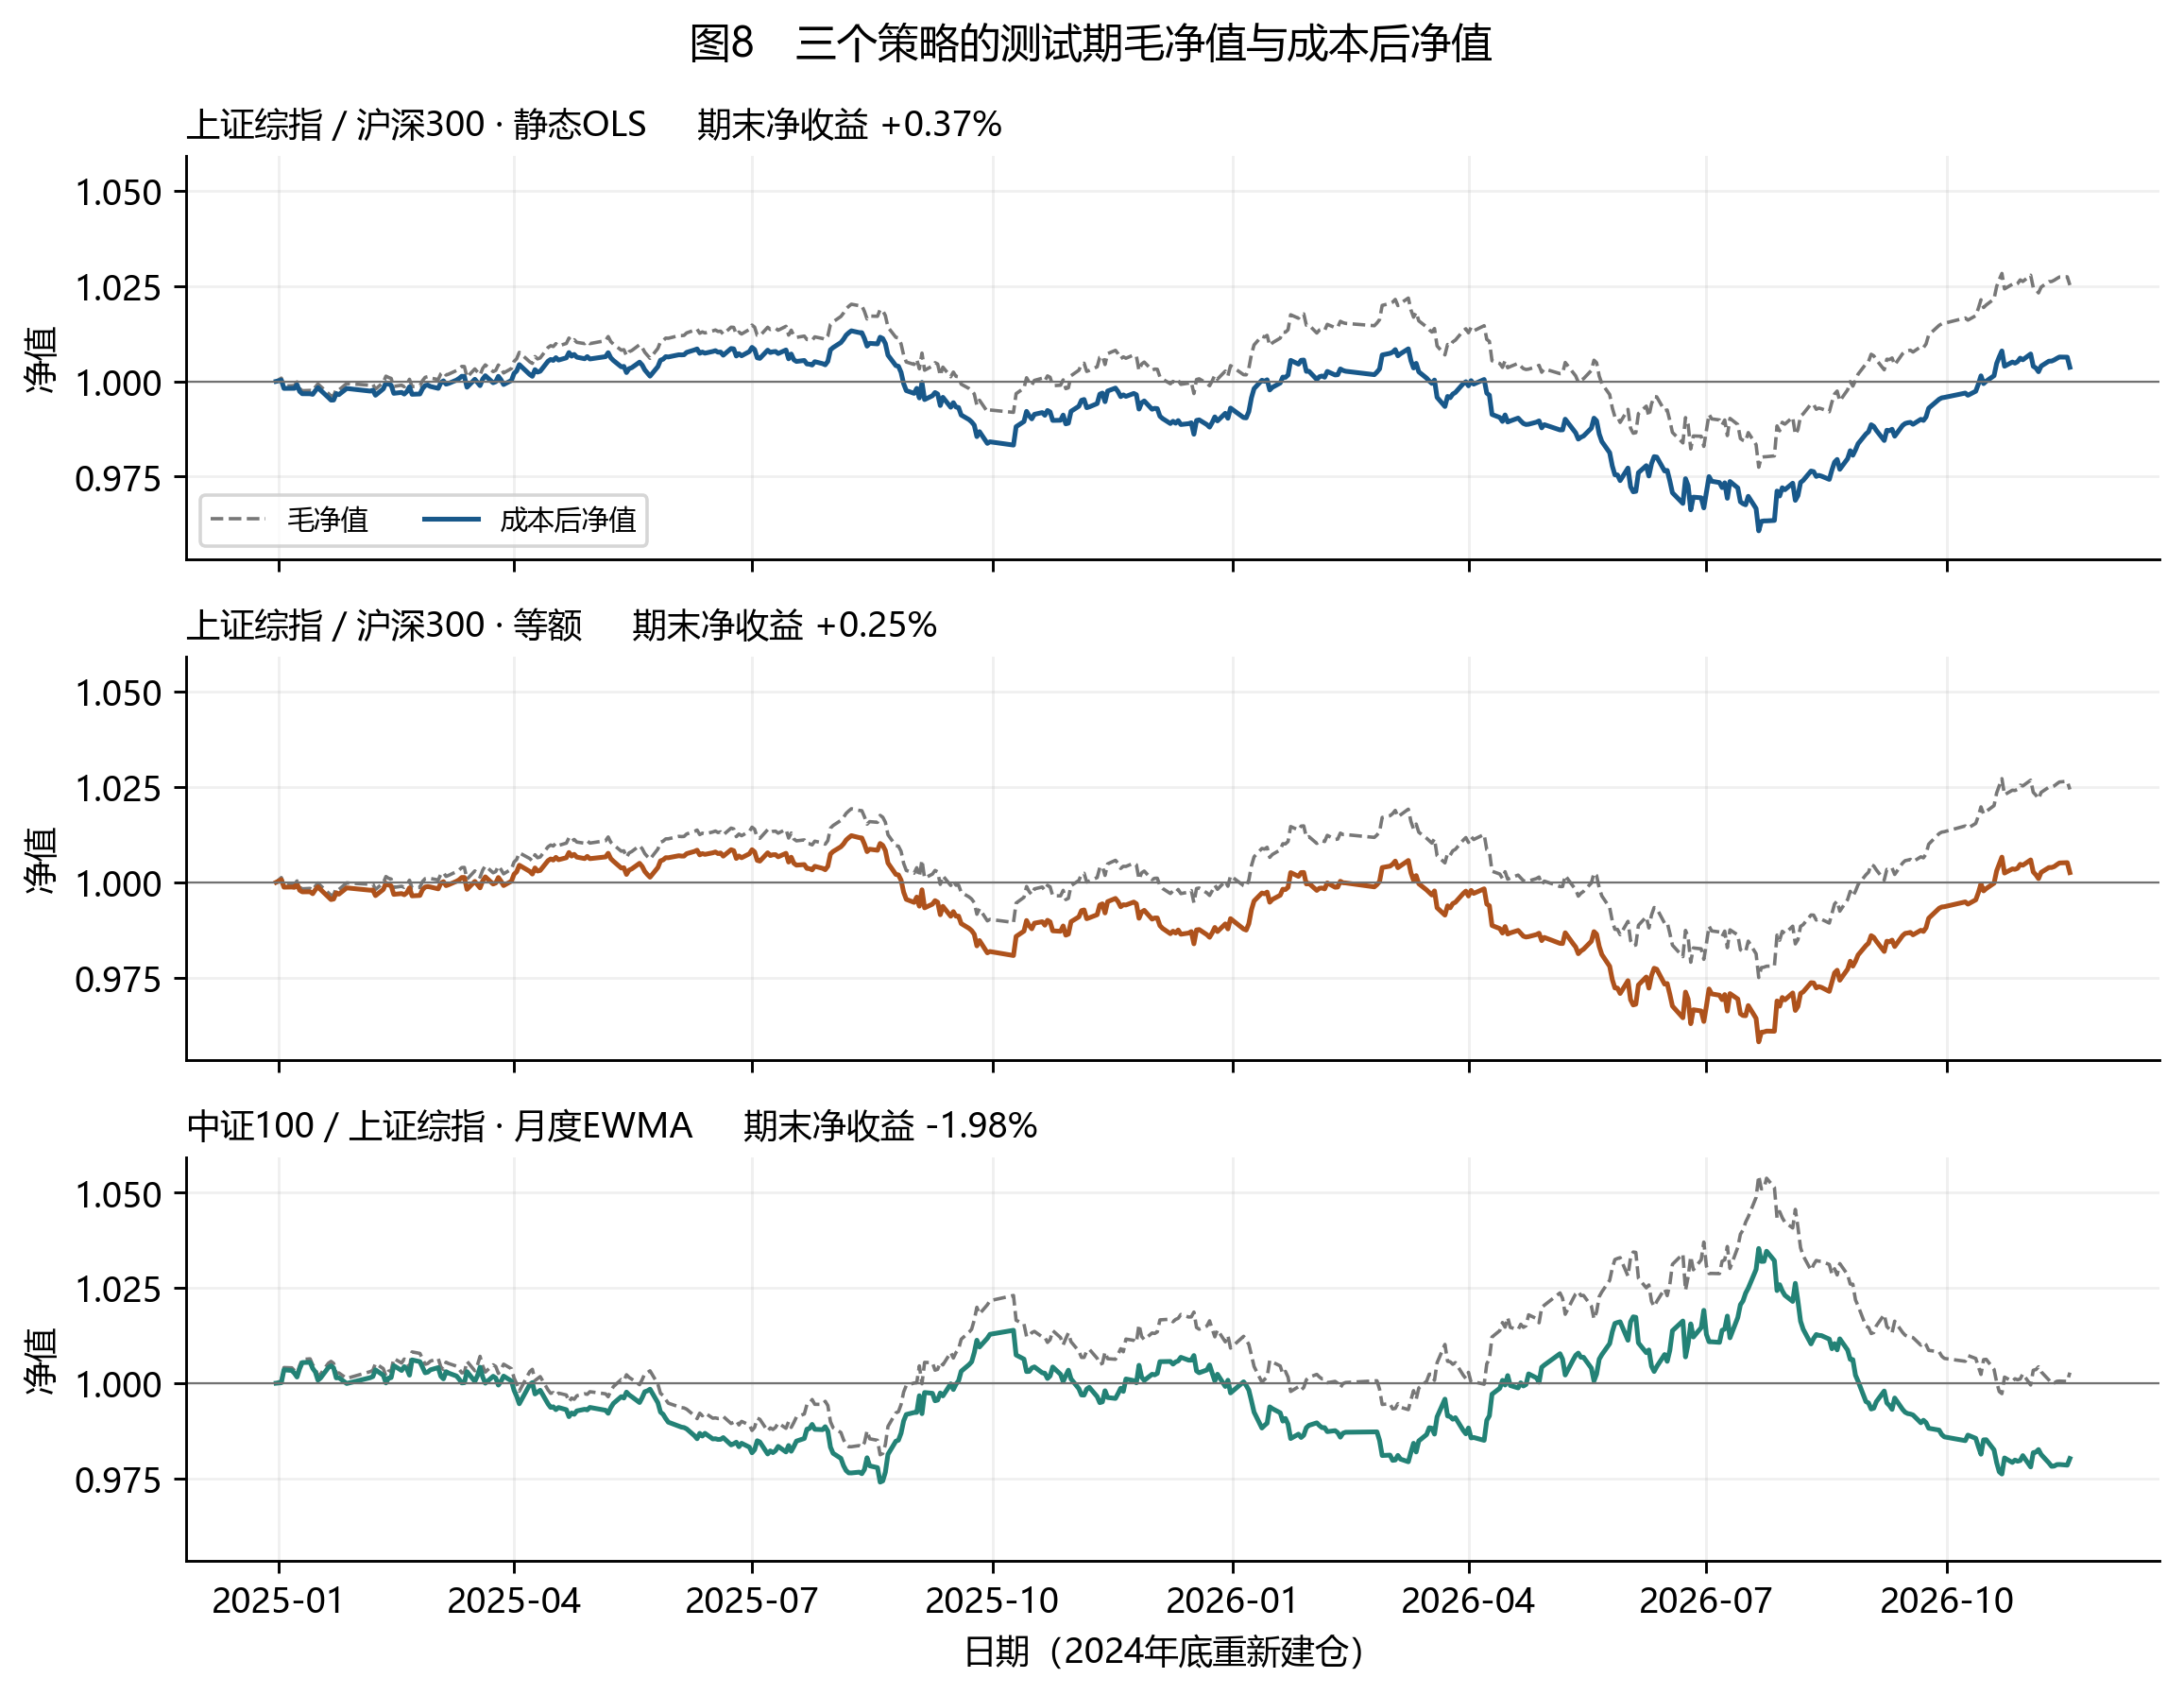 图8 三个策略的测试期毛净值与成本后净值
上证综指 / 沪深300 · 静态OLS 期末净收益 +0.37%
1.050
1.025
1.000
0.975
净值
毛净值 成本后净值
上证综指 / 沪深300 · 等额 期末净收益 +0.25%
1.050
1.025
1.000
0.975
净值
中证100 / 上证综指 · 月度EWMA 期末净收益 -1.98%
1.050
1.025
1.000
0.975
净值
2025-01 2025-04 2025-07 2025-10 2026-01 2026-04 2026-07 2026-10
日期（2024年底重新建仓）